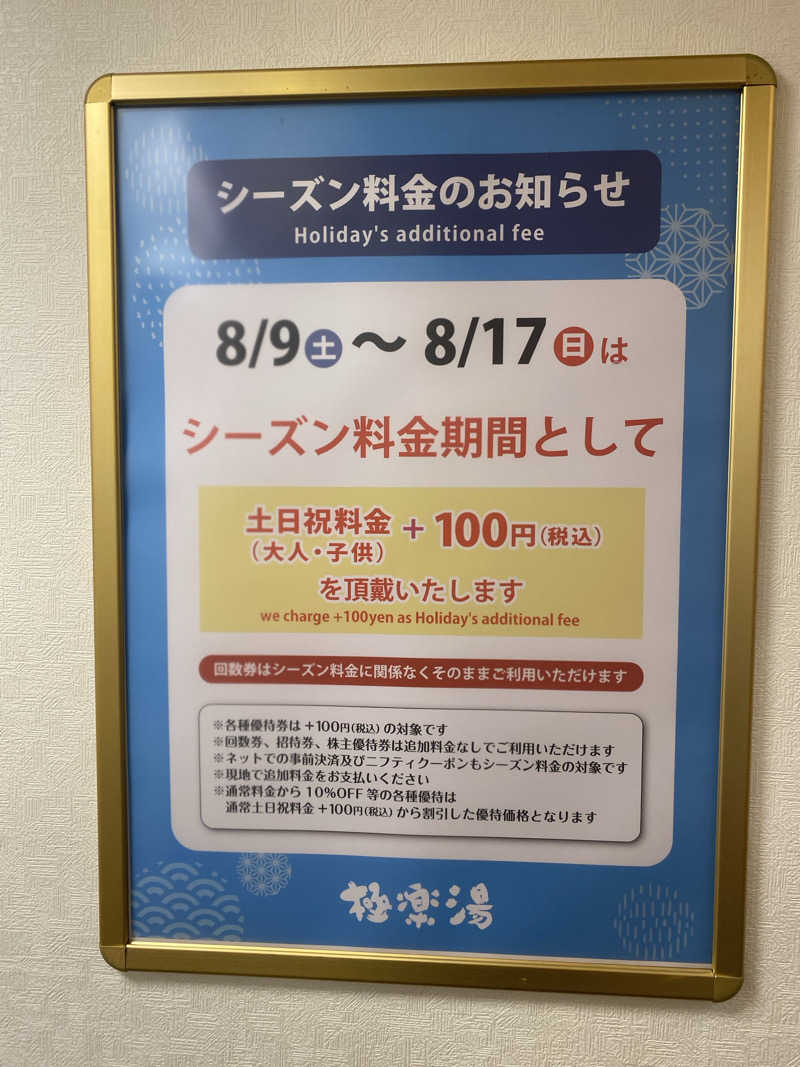 シーズン料金のお知らせ
Holiday's additional fee
8/9土～8/17日は
シーズン料金期間として
土日祝料金＋100円(税込)
(大人・子供)
を頂戴いたします
we charge +100yen as Holiday's additional fee
回数券はシーズン料金に関係なくそのままご利用いただけます
※各種優待券は＋100円(税込)の対象です
※回数券、招待券、株主優待券は追加料金なしでご利用いただけます
※ネットでの事前決済及びニフティクーポンもシーズン料金の対象です
※現地で追加料金をお支払いください
※通常料金から10%OFF等の各種優待は
通常土日祝料金＋100円(税込)から割引した優待価格となります
極楽湯